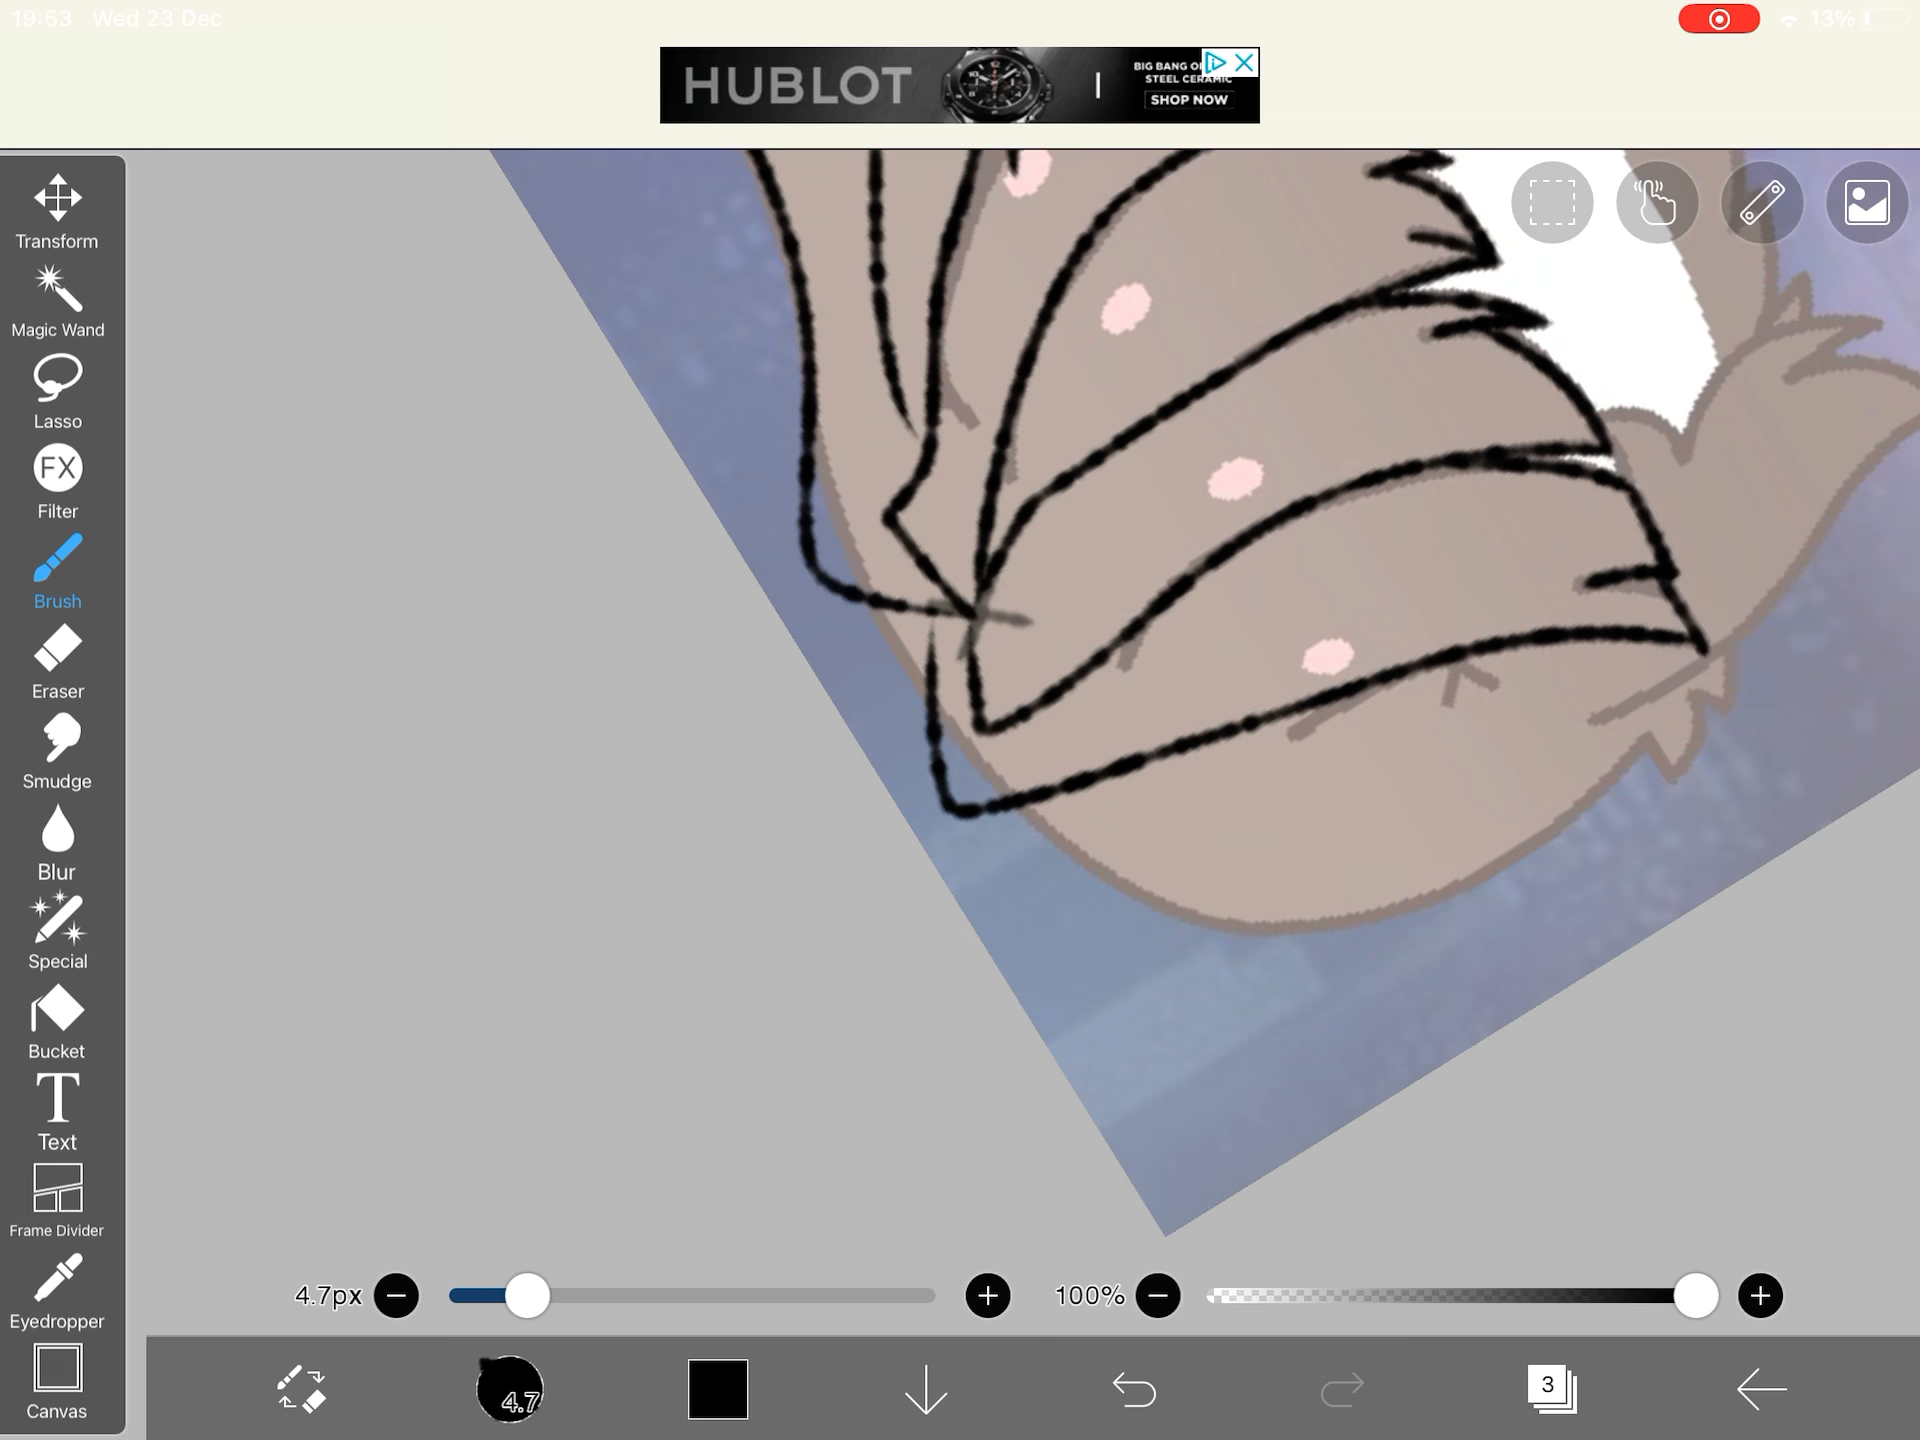 19:53 Wed 23 Dec
13%
HUBLOT
BIG BANG
STEEL CERAMIC
SHOP NOW
Transform
Magic Wand
Lasso
FX
Filter
Brush
Eraser
Smudge
Blur
Special
Bucket
T
Text
Frame Divider
Eyedropper
Canvas
4.7px
100%
4.7
3